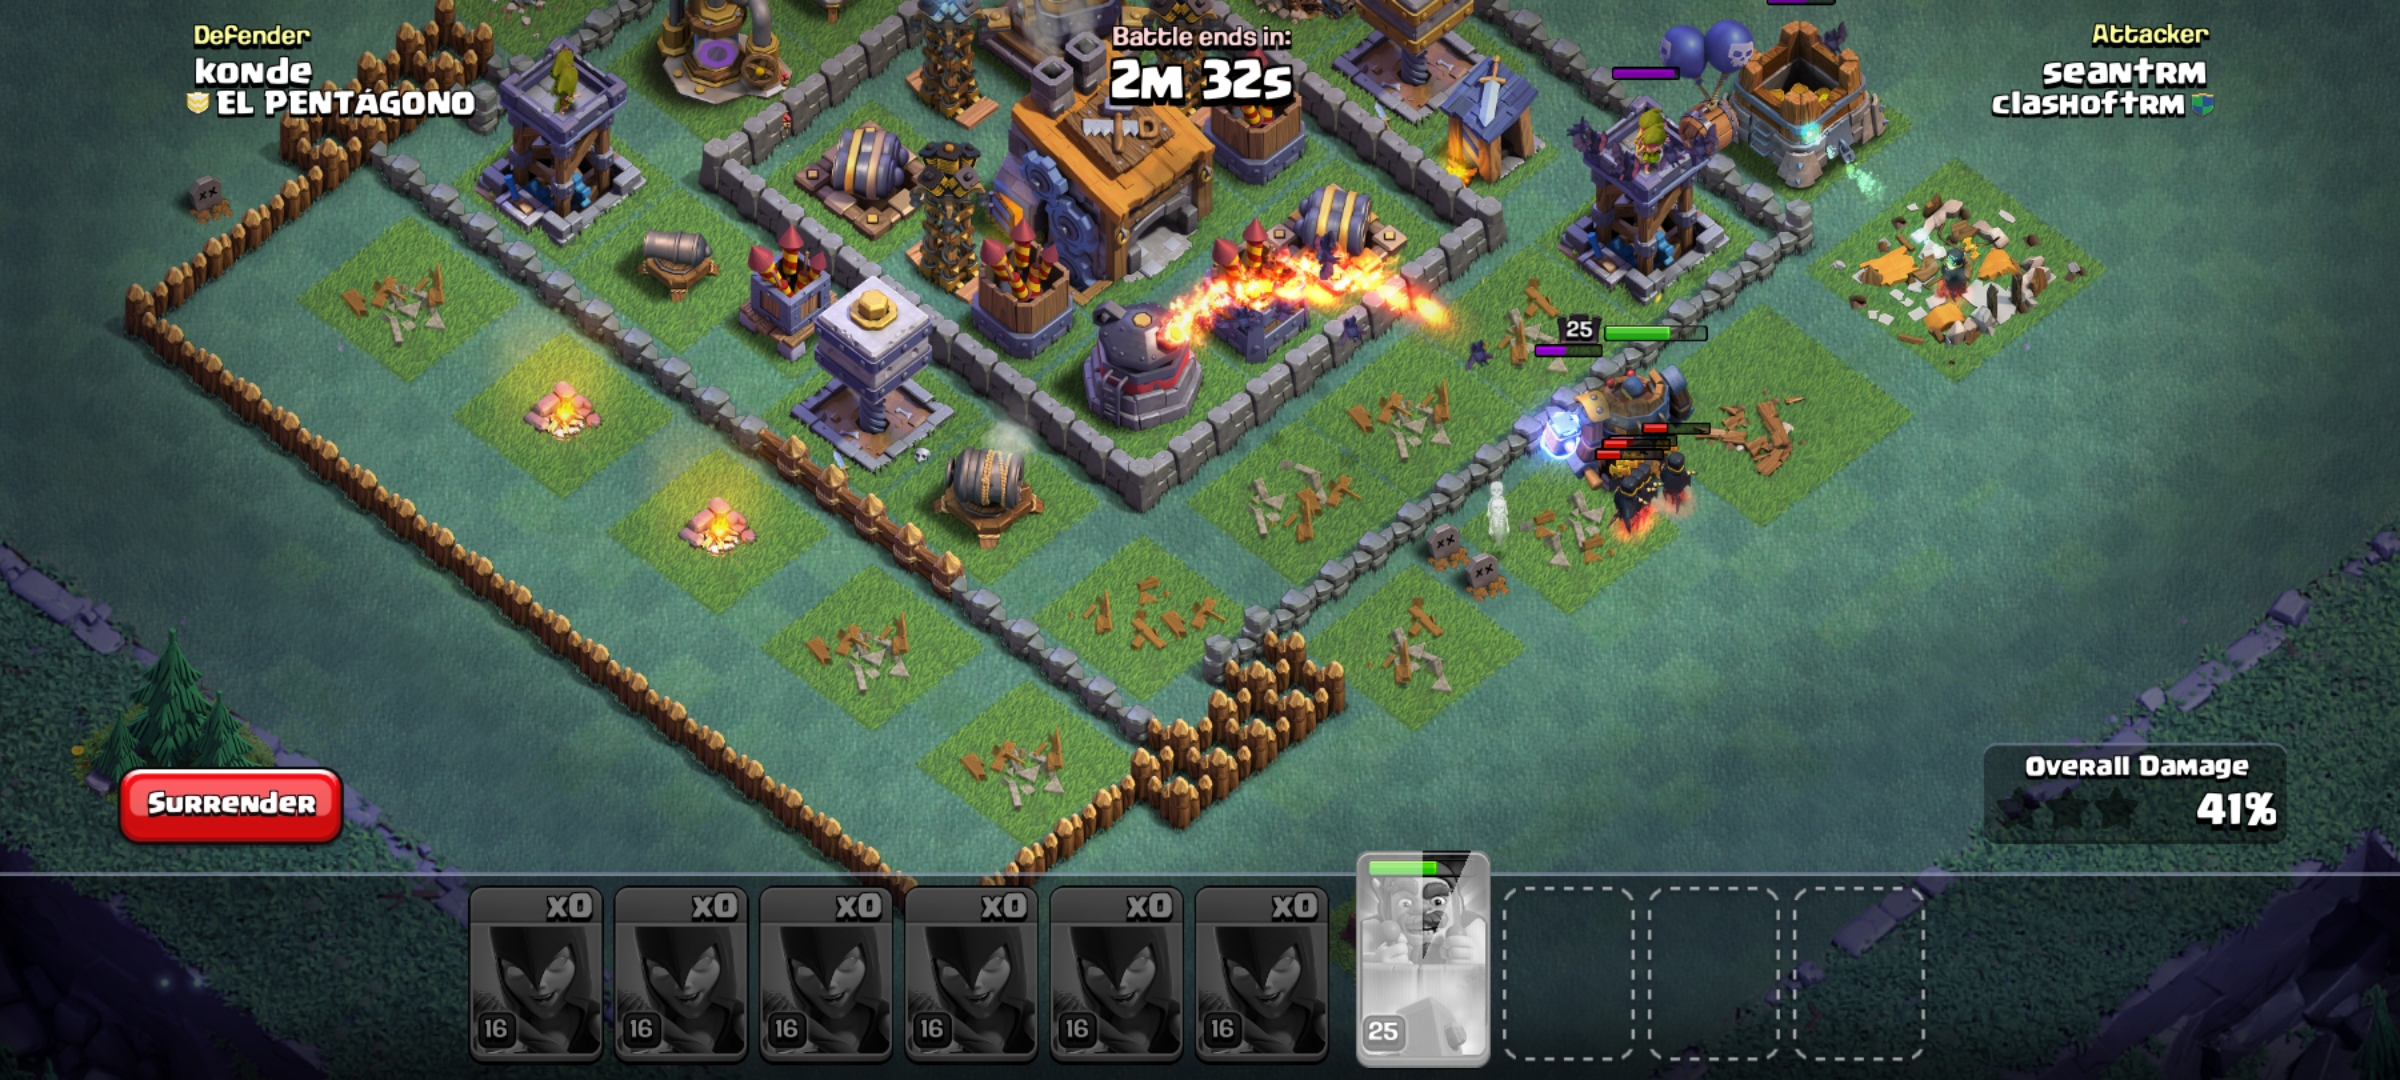 Defender
konde
EL PENTÁGONO
Battle ends in:
2M 32s
Attacker
seantRM
clashoftRM
25
Surrender
Overall Damage
41%
x0
x0
x0
x0
x0
x0
16
16
16
16
16
16
25